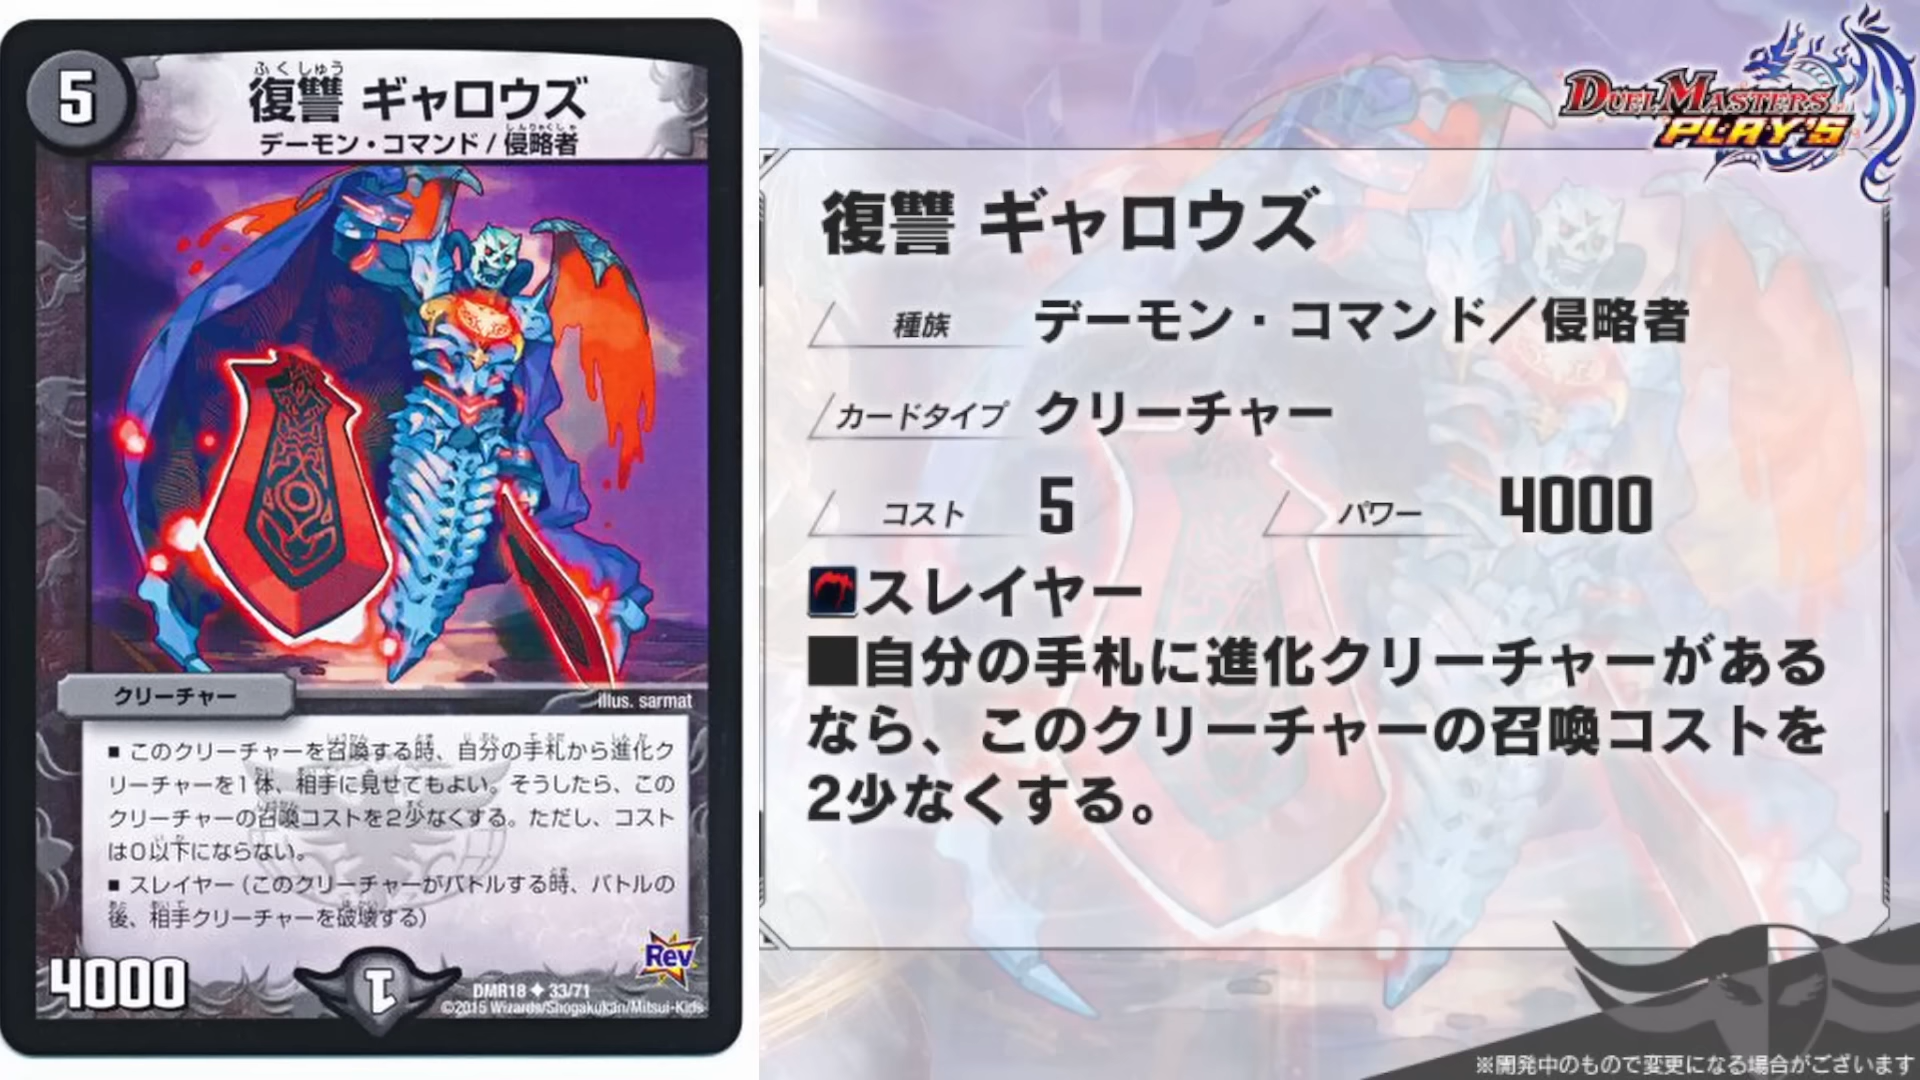 5
ふくしゅう
復讐 ギャロウズ
しんりゃくしゃ
デーモン・コマンド / 侵略者
クリーチャー
illus. sarmat
■ このクリーチャーを召喚する時、自分の手札から進化ク
リーチャーを1体、相手に見せてもよい。そうしたら、この
クリーチャーの召喚コストを2少なくする。ただし、コスト
は0以下にならない。
■ スレイヤー（このクリーチャーがバトルする時、バトルの
後、相手クリーチャーを破壊する）
Rev
4000
1
DMR18 ◆ 33/71
©2015 Wizards/Shogakukan/Mitsui-Kids
DUEL MASTERS
PLAY'S
復讐 ギャロウズ
種族 デーモン・コマンド／侵略者
カードタイプ クリーチャー
コスト 5 パワー 4000
スレイヤー
■自分の手札に進化クリーチャーがある
なら、このクリーチャーの召喚コストを
2少なくする。
※開発中のもので変更になる場合がございます